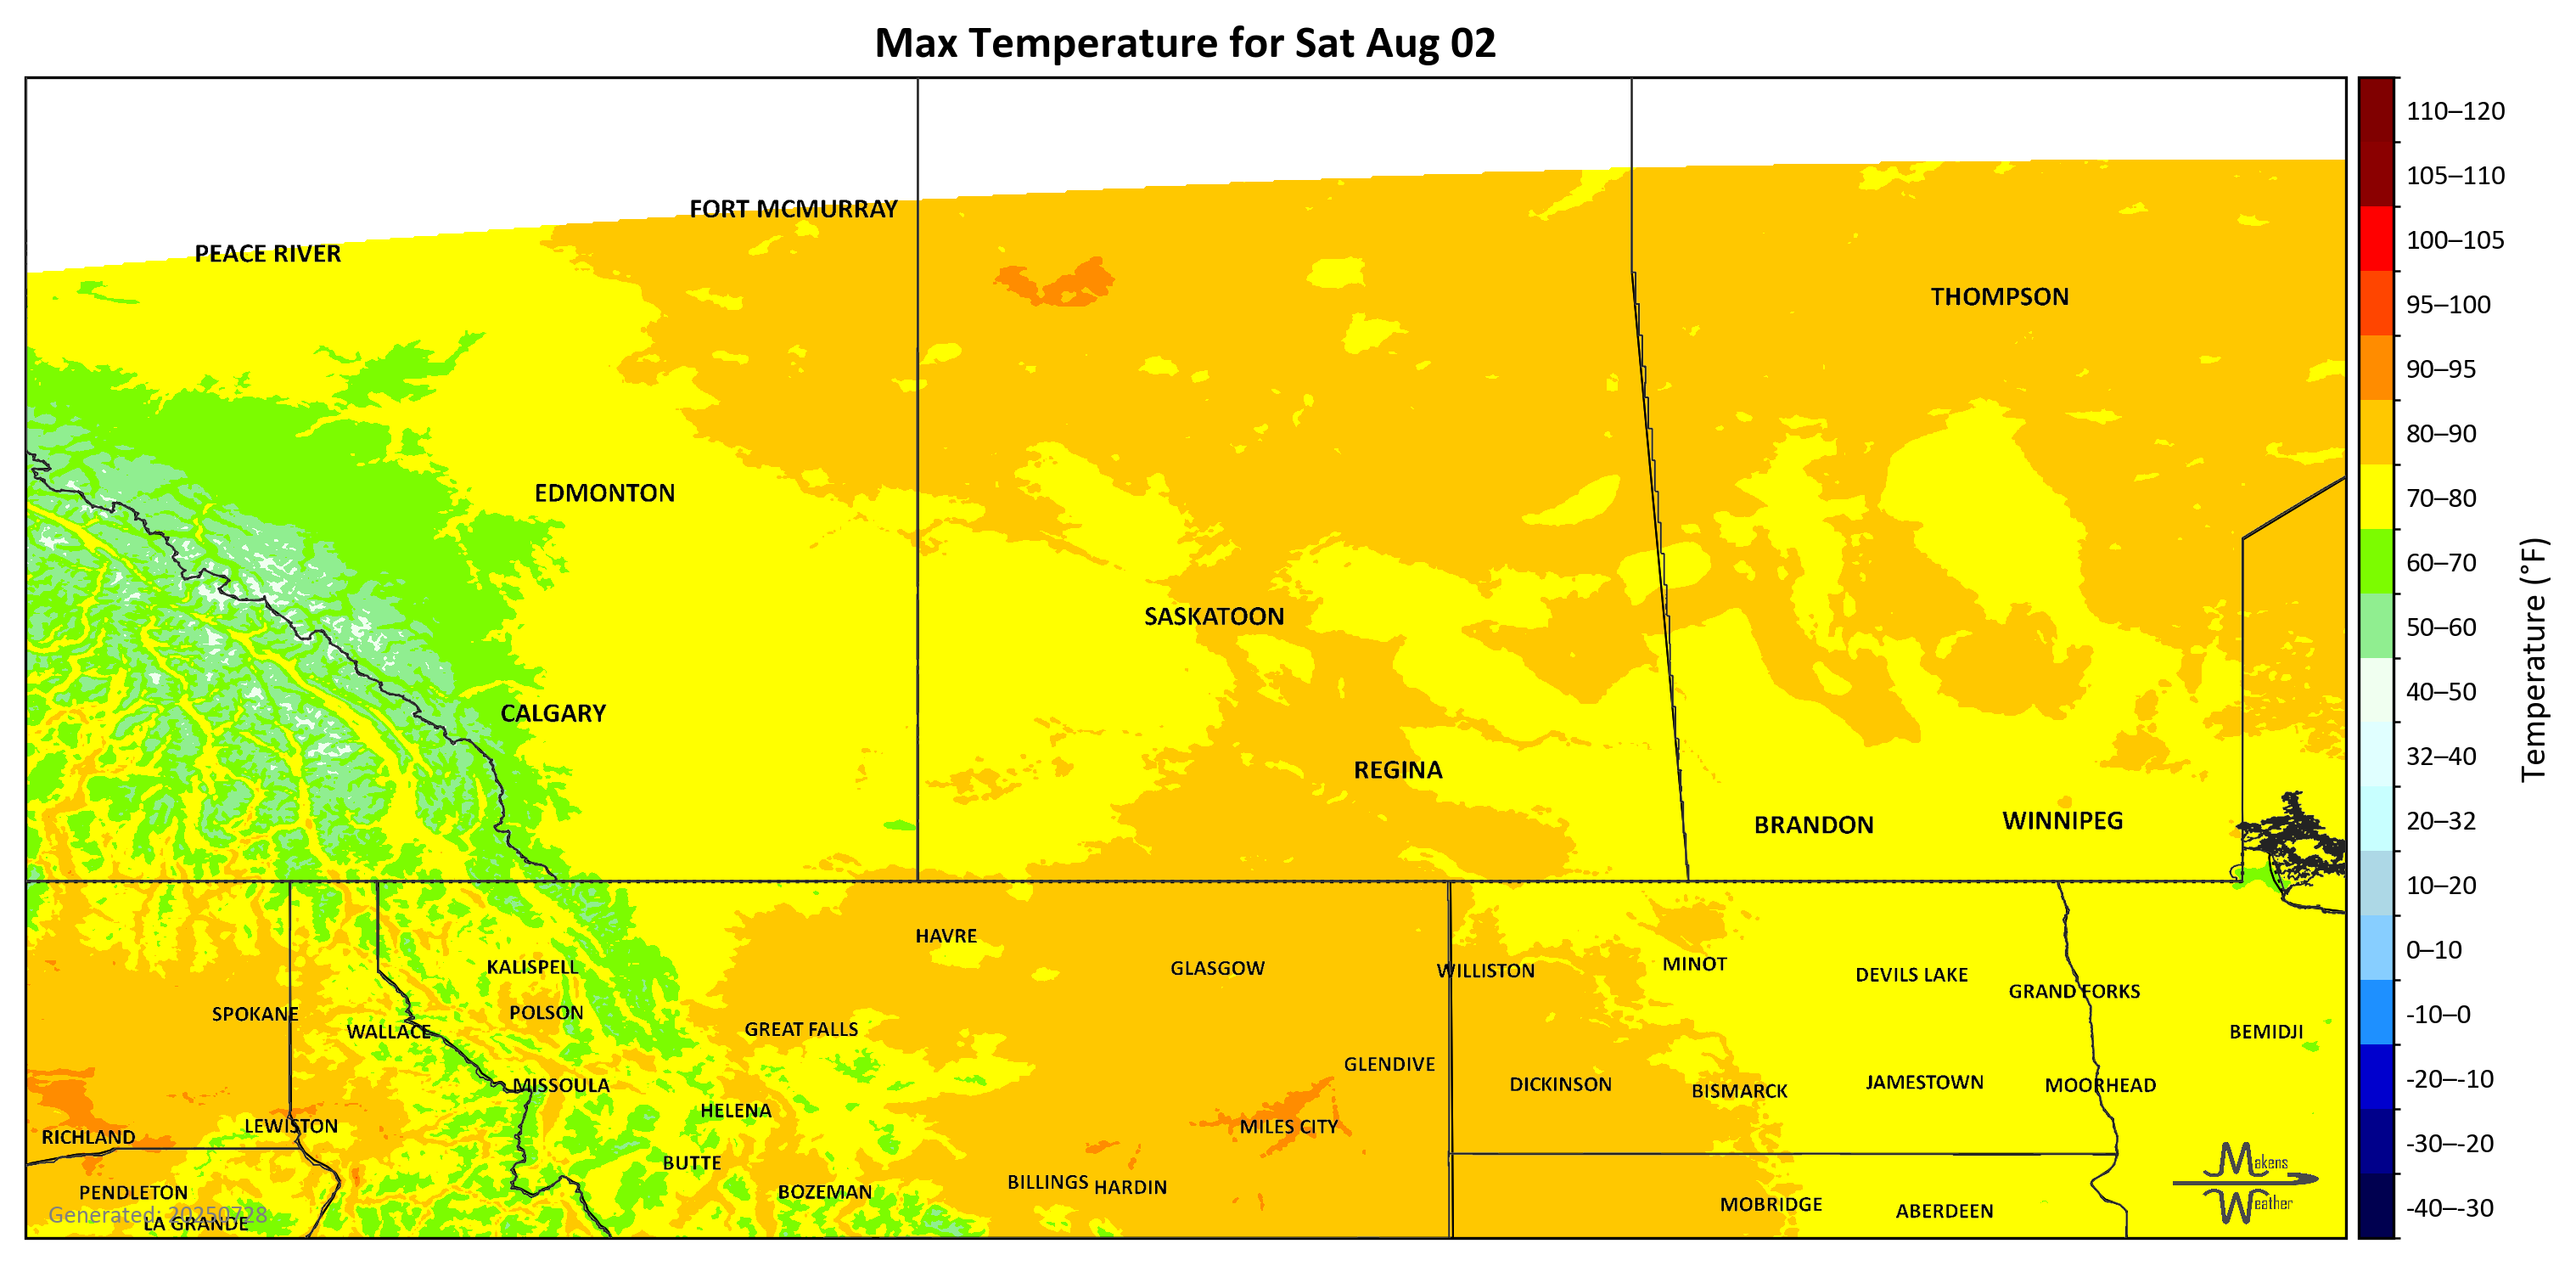 Max Temperature for Sat Aug 02
110–120
105–110
100–105
95–100
90–95
80–90
70–80
60–70
50–60
40–50
32–40
20–32
10–20
0–10
-10–0
-20–-10
-30–-20
-40–-30
Temperature (°F)
FORT MCMURRAY
PEACE RIVER
THOMPSON
EDMONTON
SASKATOON
CALGARY
REGINA
BRANDON
WINNIPEG
HAVRE
KALISPELL
GLASGOW
WILLISTON
MINOT
DEVILS LAKE
GRAND FORKS
SPOKANE
POLSON
WALLACE
GREAT FALLS
BEMIDJI
GLENDIVE
MISSOULA
DICKINSON
BISMARCK
JAMESTOWN
MOORHEAD
HELENA
LEWISTON
MILES CITY
RICHLAND
BUTTE
BILLINGS
HARDIN
PENDLETON
BOZEMAN
MOBRIDGE
ABERDEEN
LA GRANDE
Generated: 20250728
Makens
Weather